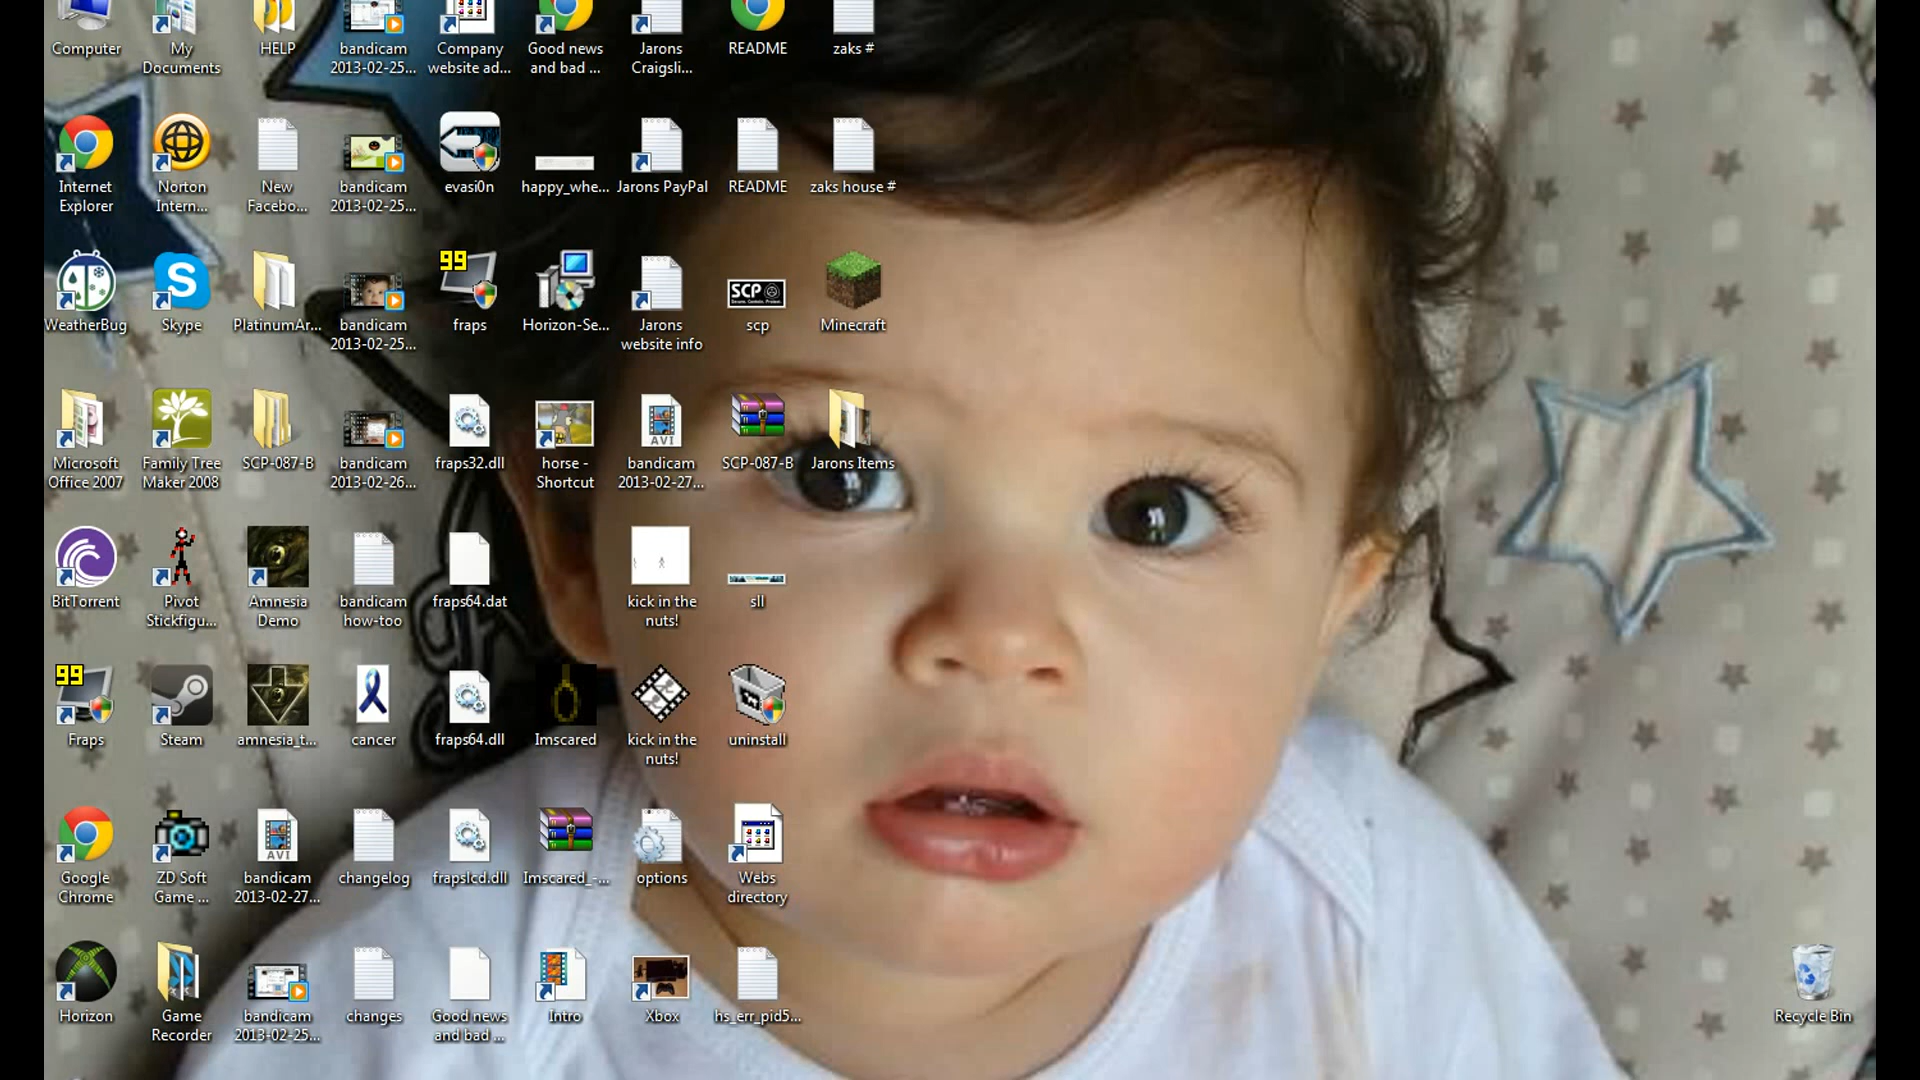 Computer
My
Documents
HELP
bandicam
2013-02-25...
Company
website ad...
Good news
and bad ...
Jarons
Craigsli...
README
zaks #
Internet
Explorer
Norton
Intern...
New
Facebo...
bandicam
2013-02-25...
evasi0n
happy_whe...
Jarons PayPal
README
zaks house #
WeatherBug
Skype
PlatinumAr...
bandicam
2013-02-25...
99
fraps
Horizon-Se...
Jarons
website info
SCP
scp
Minecraft
Microsoft
Office 2007
Family Tree
Maker 2008
SCP-087-B
bandicam
2013-02-26...
fraps32.dll
horse -
Shortcut
AVI
bandicam
2013-02-27...
SCP-087-B
Jarons Items
BitTorrent
Pivot
Stickfigu...
Amnesia
Demo
bandicam
how-too
fraps64.dat
kick in the
nuts!
sll
99
Fraps
Steam
amnesia_t...
cancer
fraps64.dll
Imscared
kick in the
nuts!
uninstall
Google
Chrome
ZD Soft
Game ...
AVI
bandicam
2013-02-27...
changelog
frapslcd.dll
Imscared_-...
options
Webs
directory
Horizon
Game
Recorder
bandicam
2013-02-25...
changes
Good news
and bad ...
Intro
Xbox
hs_err_pid5...
Recycle Bin